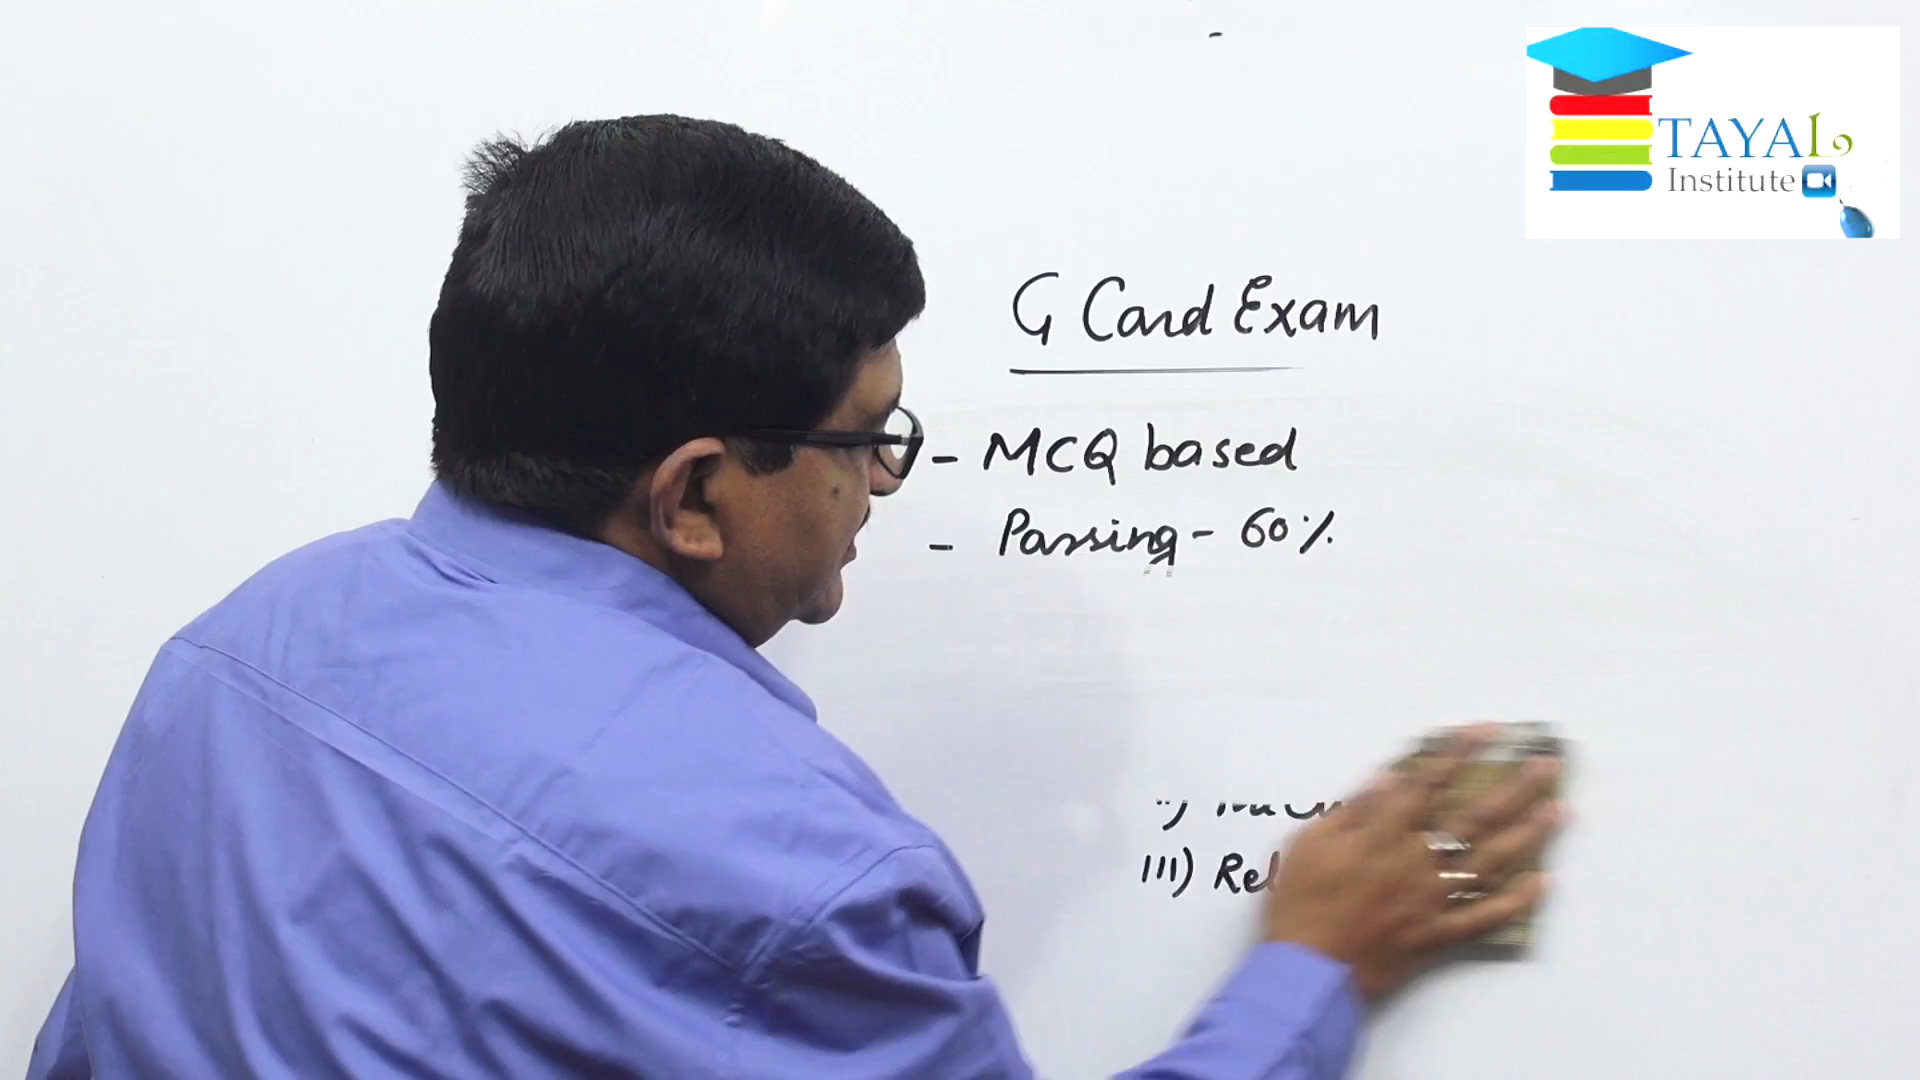 TAYAL
Institute
G Card Exam
- MCQ based
- Passing - 60%
III) Rel